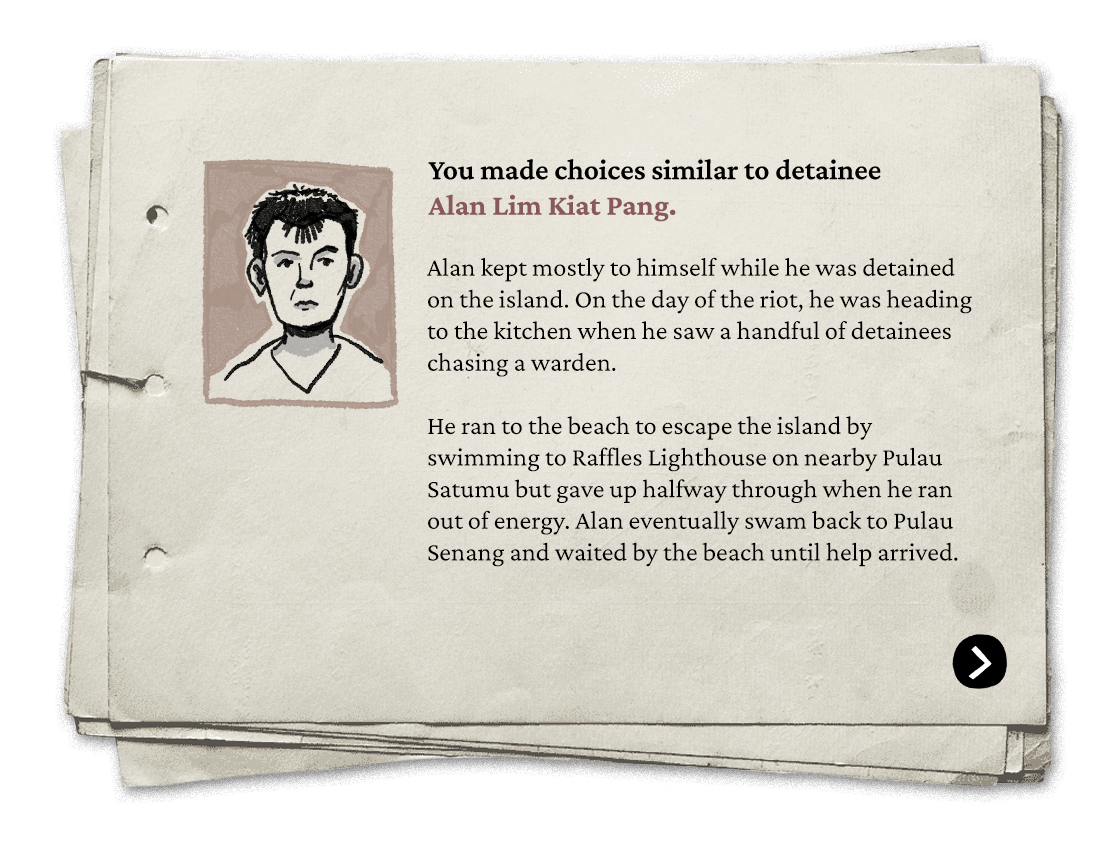 You made choices similar to detainee
Alan Lim Kiat Pang.
Alan kept mostly to himself while he was detained
on the island. On the day of the riot, he was heading
to the kitchen when he saw a handful of detainees
chasing a warden.
He ran to the beach to escape the island by
swimming to Raffles Lighthouse on nearby Pulau
Satumu but gave up halfway through when he ran
out of energy. Alan eventually swam back to Pulau
Senang and waited by the beach until help arrived.